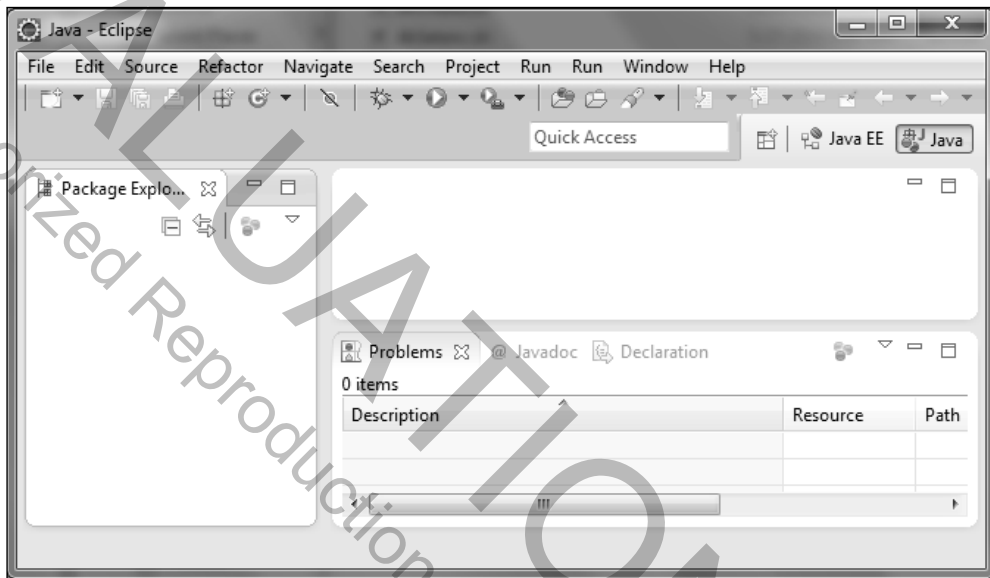 Java - Eclipse
File Edit Source Refactor Navigate Search Project Run Run Window Help
Quick Access
Java EE
Java
Package Explo...
Problems @ Javadoc Declaration
0 items
Description Resource Path
ALUATION
orized Reproduction